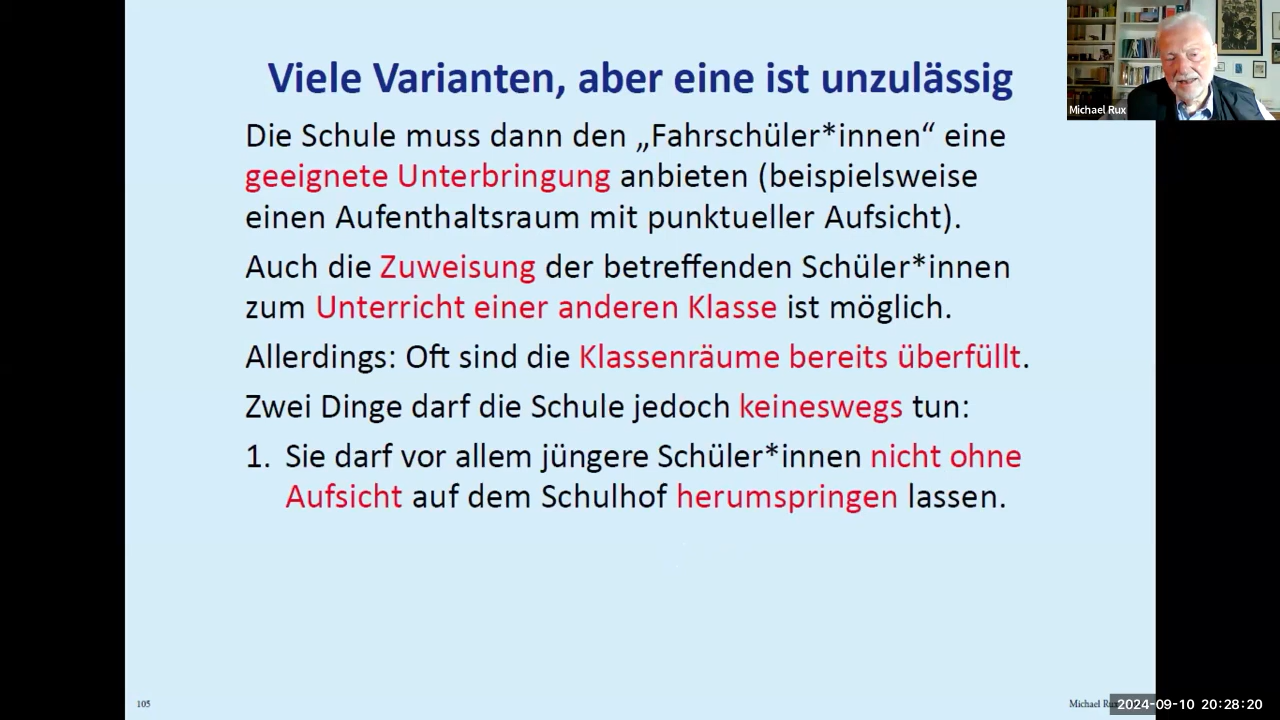 Viele Varianten, aber eine ist unzulässig
Michael Rux
Die Schule muss dann den „Fahrschüler*innen“ eine
geeignete Unterbringung anbieten (beispielsweise
einen Aufenthaltsraum mit punktueller Aufsicht).
Auch die Zuweisung der betreffenden Schüler*innen
zum Unterricht einer anderen Klasse ist möglich.
Allerdings: Oft sind die Klassenräume bereits überfüllt.
Zwei Dinge darf die Schule jedoch keineswegs tun:
1. Sie darf vor allem jüngere Schüler*innen nicht ohne
Aufsicht auf dem Schulhof herumspringen lassen.
105
Michael
2024-09-10 20:28:20